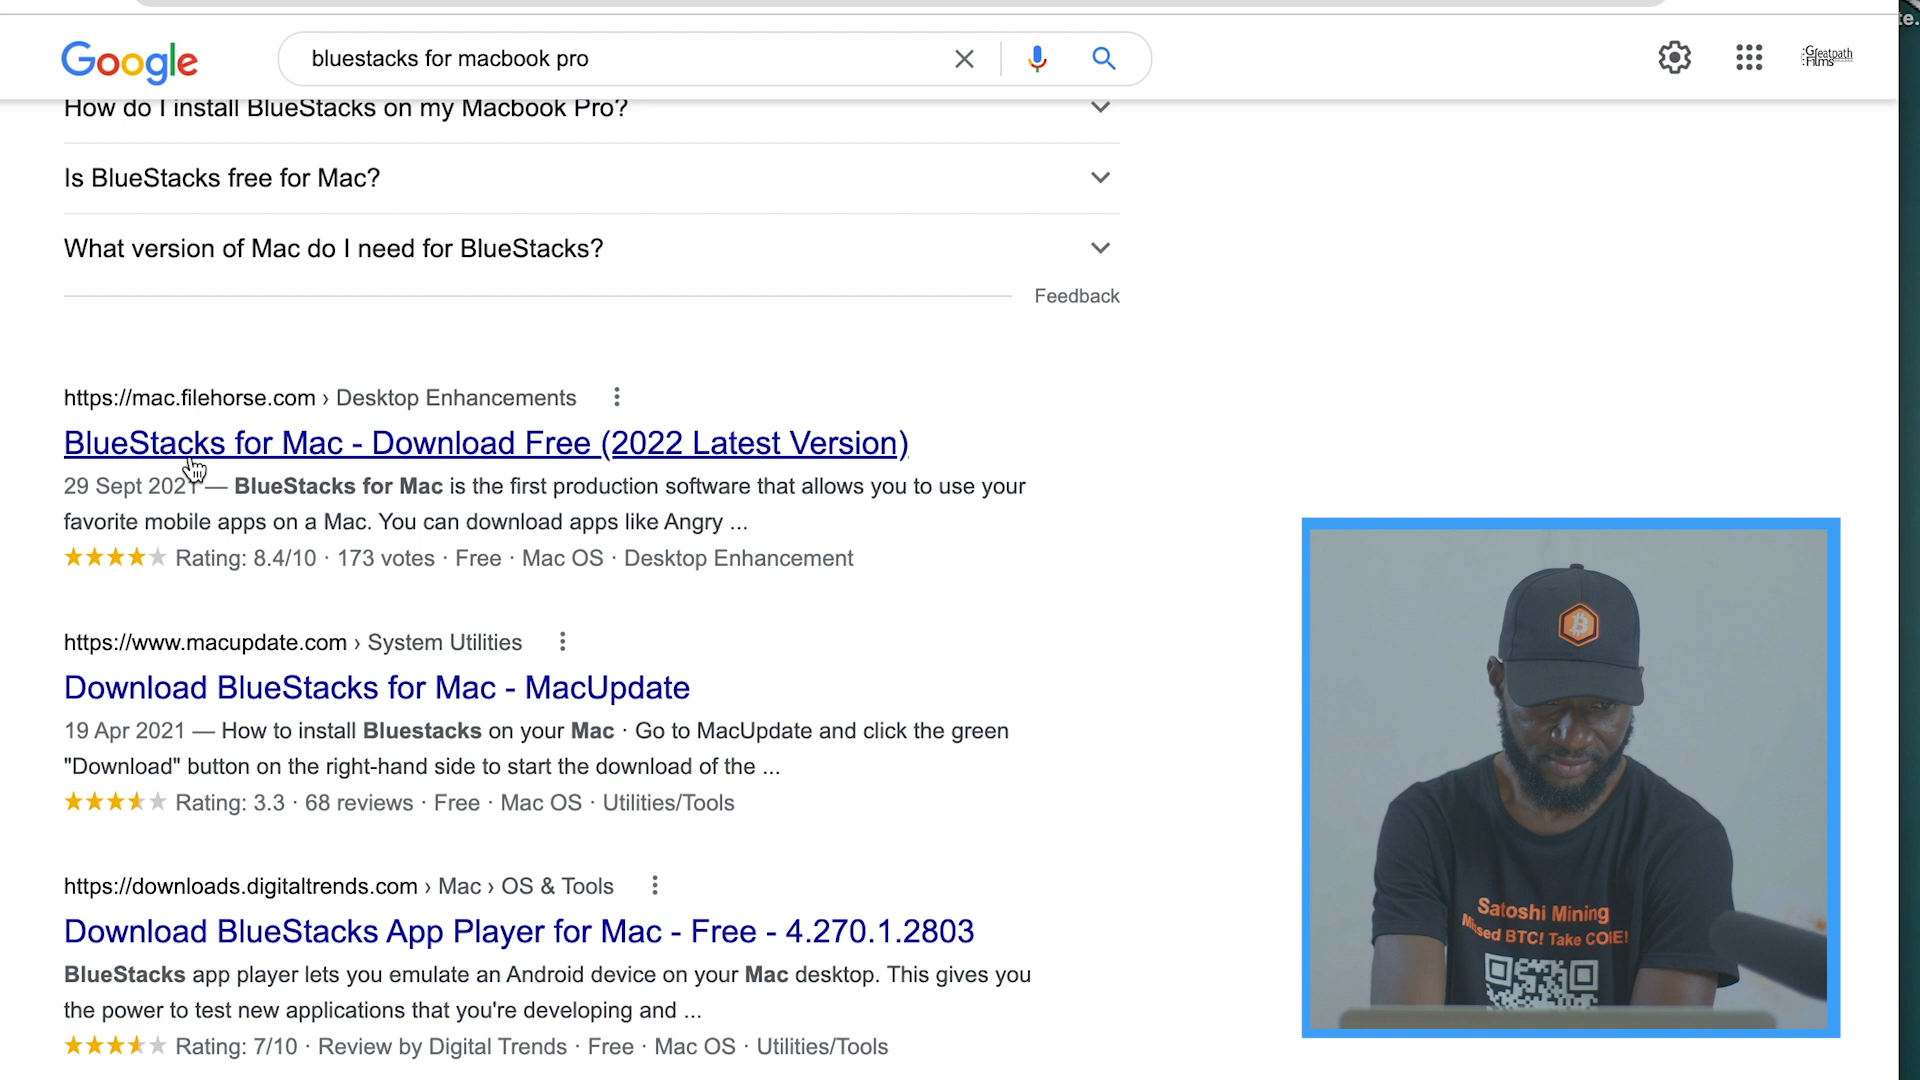 te.
Google
bluestacks for macbook pro
Greatpath
Films
How do I install BlueStacks on my Macbook Pro?
Is BlueStacks free for Mac?
What version of Mac do I need for BlueStacks?
Feedback
https://mac.filehorse.com › Desktop Enhancements
BlueStacks for Mac - Download Free (2022 Latest Version)
29 Sept 2021 — BlueStacks for Mac is the first production software that allows you to use your
favorite mobile apps on a Mac. You can download apps like Angry ...
Rating: 8.4/10 · 173 votes · Free · Mac OS · Desktop Enhancement
https://www.macupdate.com › System Utilities
Download BlueStacks for Mac - MacUpdate
19 Apr 2021 — How to install Bluestacks on your Mac · Go to MacUpdate and click the green
"Download" button on the right-hand side to start the download of the ...
Rating: 3.3 · 68 reviews · Free · Mac OS · Utilities/Tools
https://downloads.digitaltrends.com › Mac › OS & Tools
Download BlueStacks App Player for Mac - Free - 4.270.1.2803
BlueStacks app player lets you emulate an Android device on your Mac desktop. This gives you
the power to test new applications that you're developing and ...
Rating: 7/10 · Review by Digital Trends · Free · Mac OS · Utilities/Tools
Satoshi Mining
Missed BTC! Take CORE!